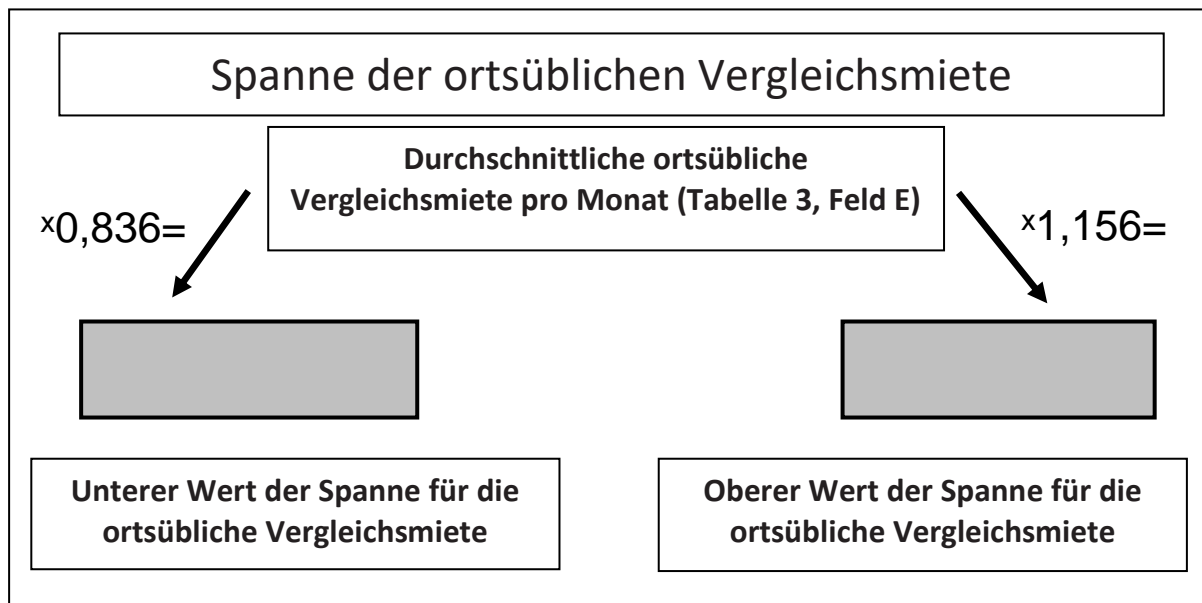 Spanne der ortsüblichen Vergleichsmiete
Durchschnittliche ortsübliche
Vergleichsmiete pro Monat (Tabelle 3, Feld E)
x0,836=
x1,156=
Unterer Wert der Spanne für die
ortsübliche Vergleichsmiete
Oberer Wert der Spanne für die
ortsübliche Vergleichsmiete